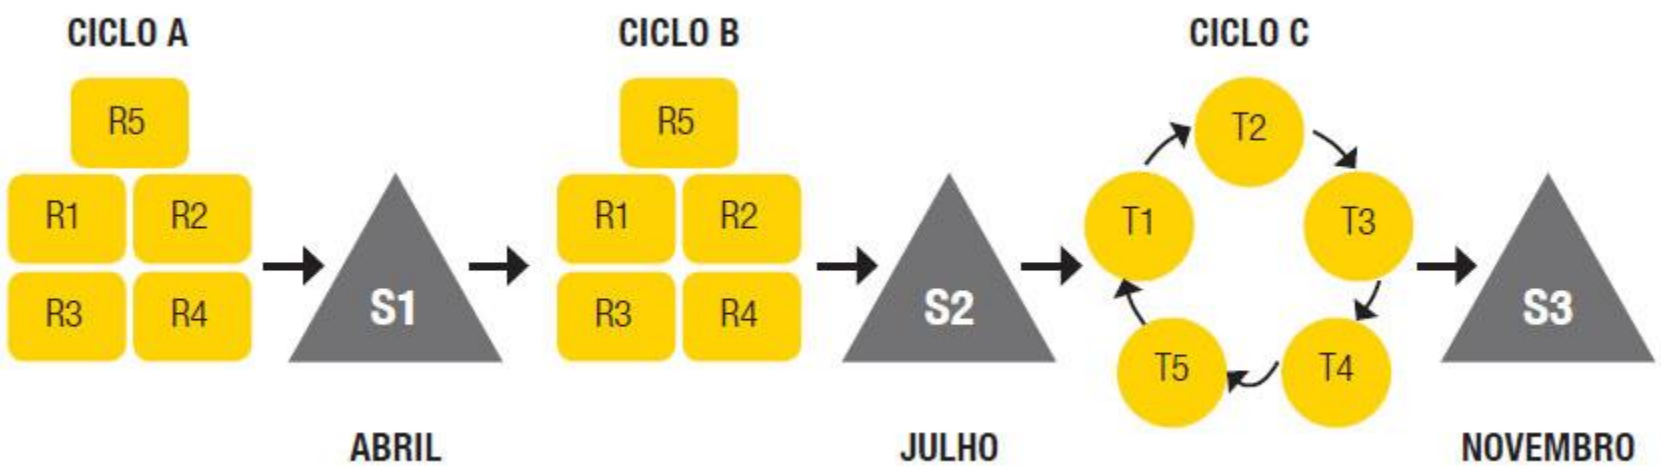 CICLO A
R5
R1 R2
R3 R4
S1
ABRIL
CICLO B
R5
R1 R2
R3 R4
S2
JULHO
CICLO C
T2
T1 T3
T5 T4
S3
NOVEMBRO